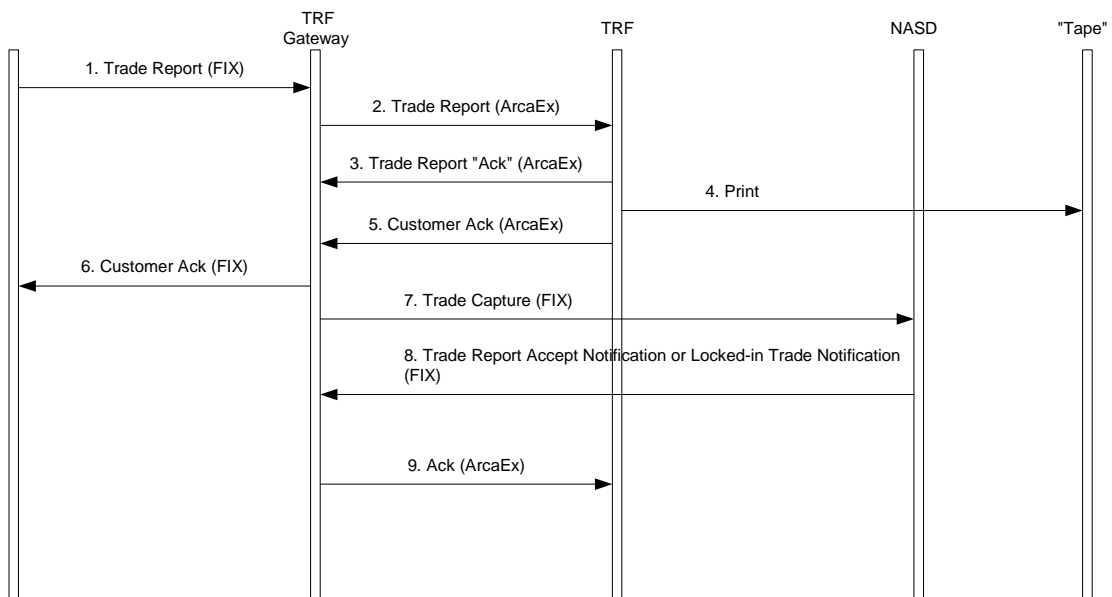 TRF
Gateway
TRF
NASD
"Tape"
1. Trade Report (FIX)
2. Trade Report (ArcaEx)
3. Trade Report "Ack" (ArcaEx)
4. Print
5. Customer Ack (ArcaEx)
6. Customer Ack (FIX)
7. Trade Capture (FIX)
8. Trade Report Accept Notification or Locked-in Trade Notification
(FIX)
9. Ack (ArcaEx)